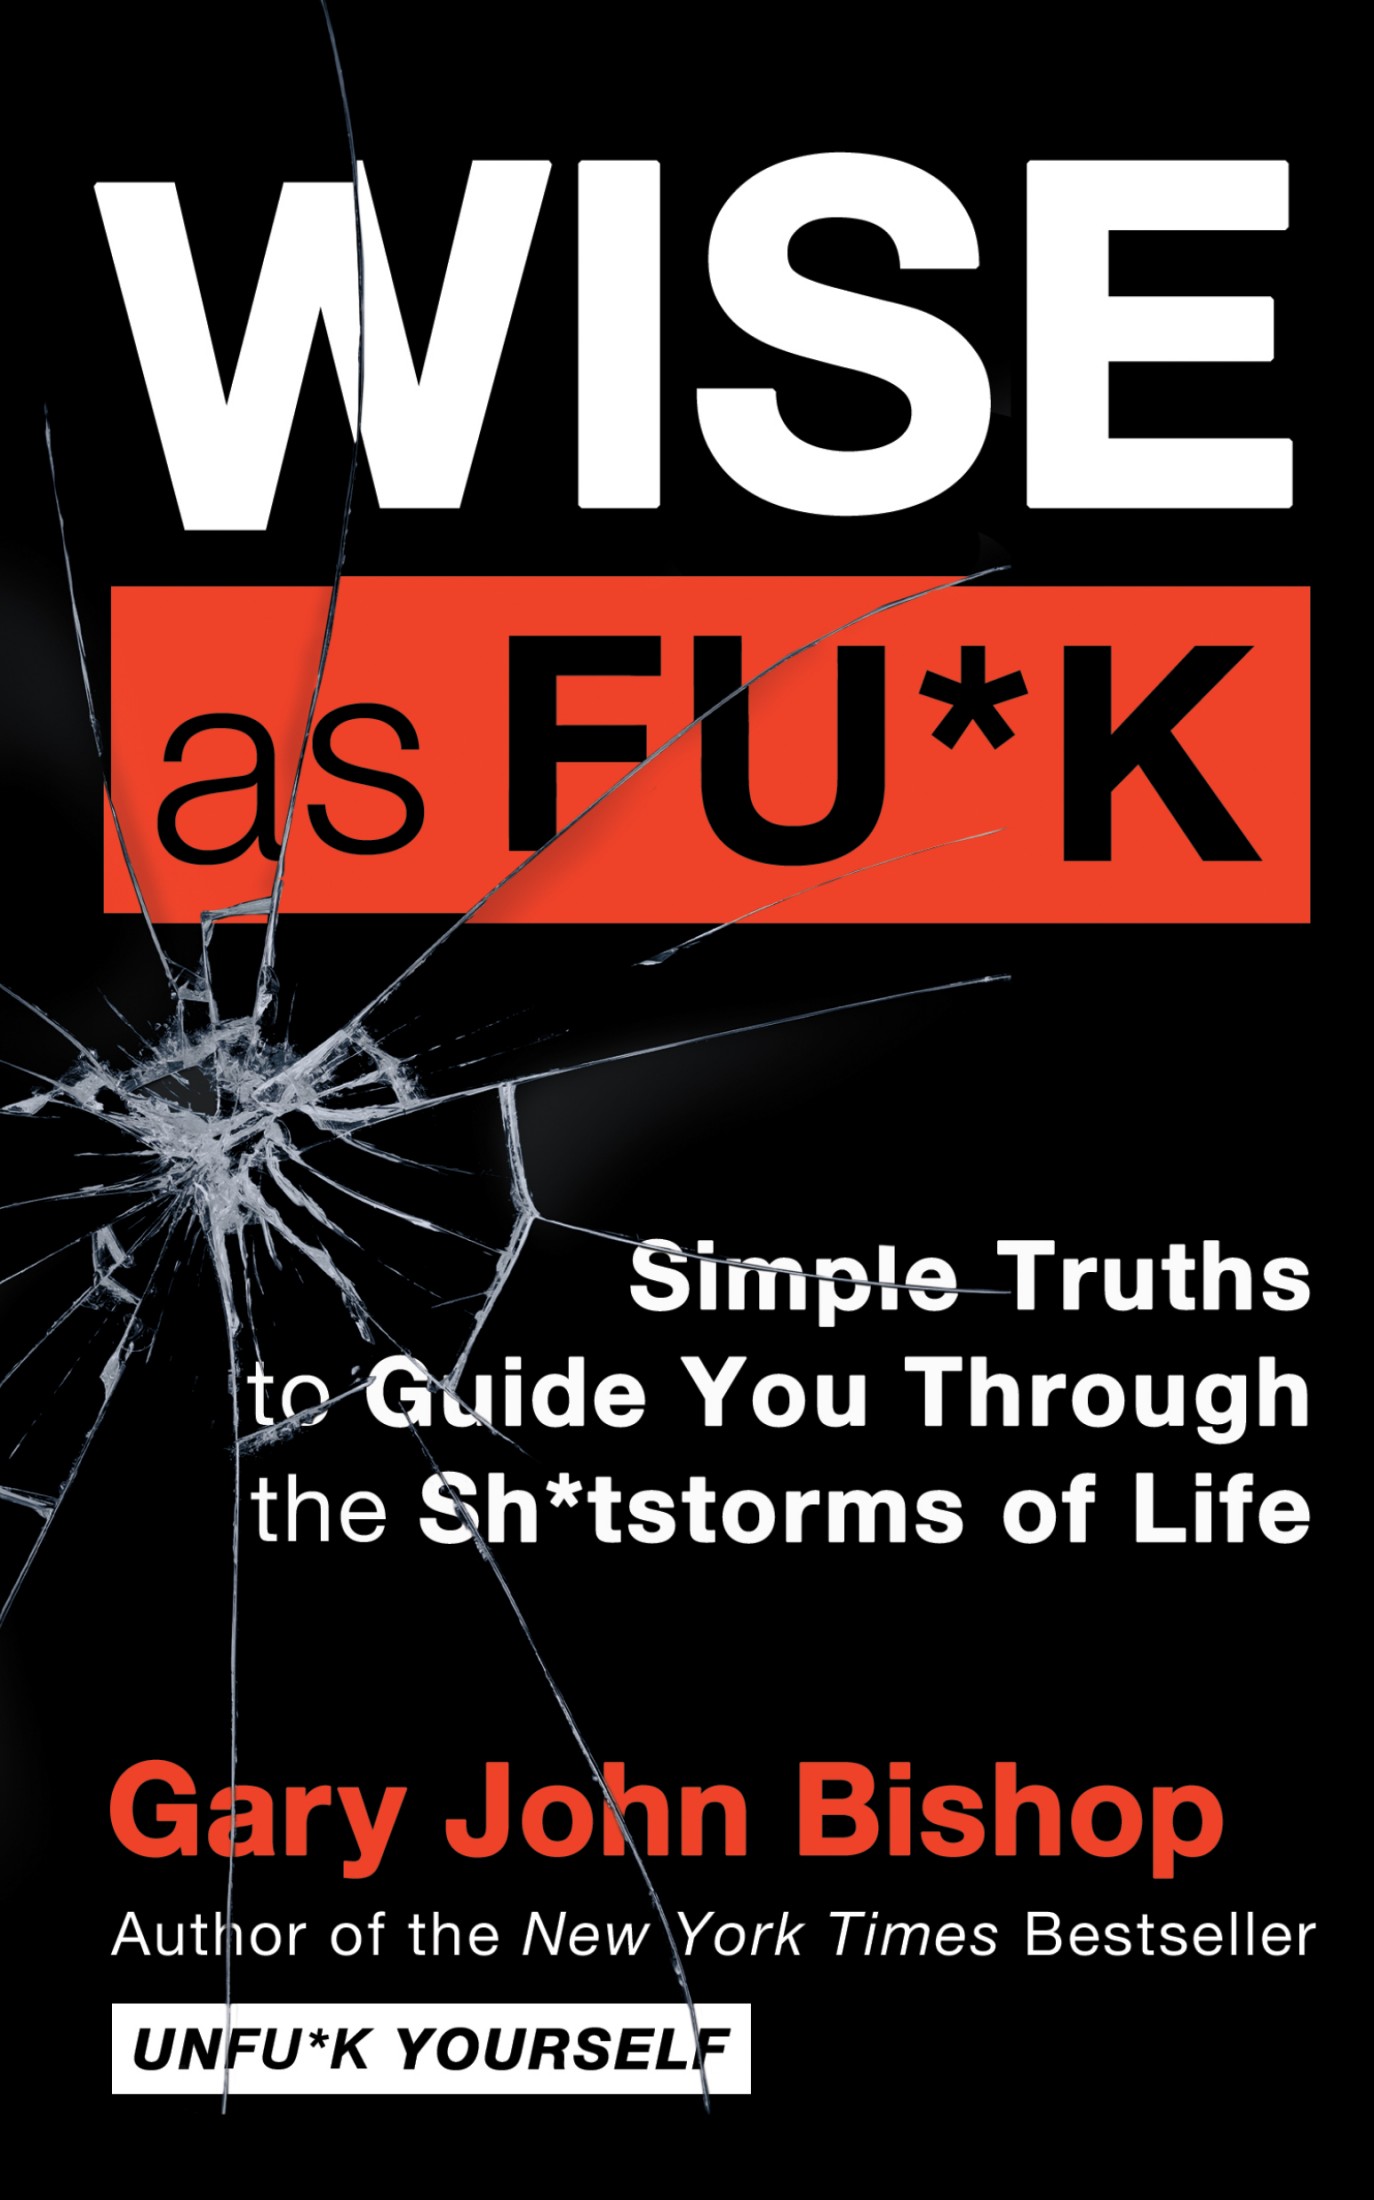 WISE
as FU*K
Simple Truths
to Guide You Through
the Sh*tstorms of Life
Gary John Bishop
Author of the New York Times Bestseller
UNFU*K YOURSELF